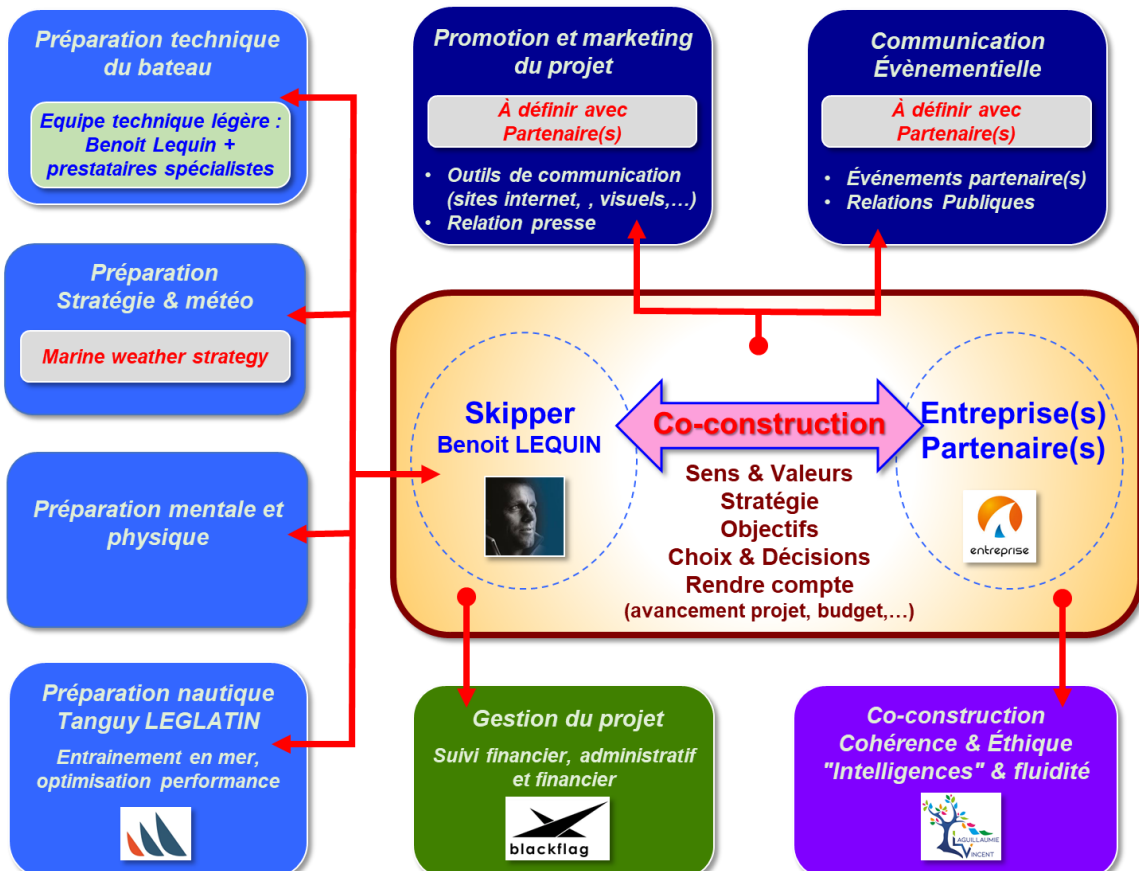 Préparation technique
du bateau
Equipe technique légère :
Benoit Lequin +
prestataires spécialistes
Promotion et marketing
du projet
À définir avec
Partenaire(s)
• Outils de communication
(sites internet, , visuels,…)
• Relation presse
Communication
Évènementielle
À définir avec
Partenaire(s)
• Événements partenaire(s)
• Relations Publiques
Préparation
Stratégie & météo
Marine weather strategy
Préparation mentale et
physique
Préparation nautique
Tanguy LEGLATIN
Entrainement en mer,
optimisation performance
Skipper
Benoit LEQUIN
Co-construction
Entreprise(s)
Partenaire(s)
entreprise
Sens & Valeurs
Stratégie
Objectifs
Choix & Décisions
Rendre compte
(avancement projet, budget,…)
Gestion du projet
Suivi financier, administratif
et financier
blackflag
Co-construction
Cohérence & Éthique
"Intelligences" & fluidité
LAGUILLAUMIE
VINCENT